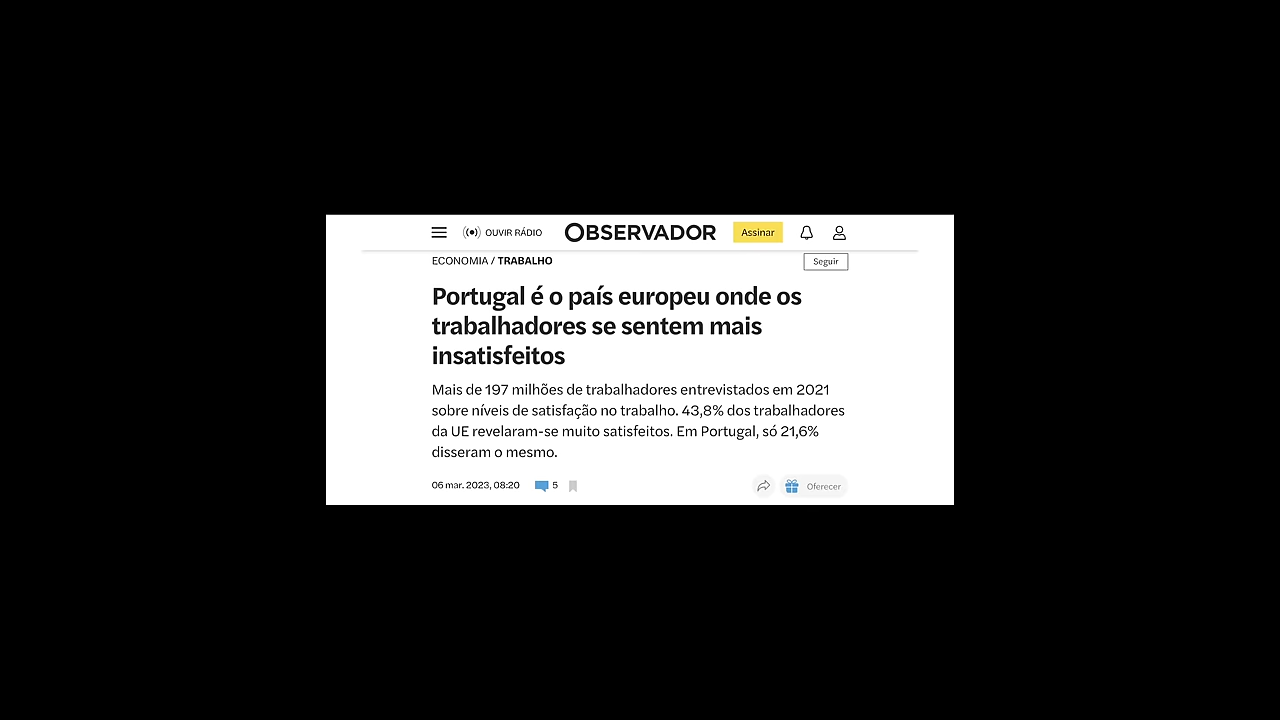 OUVIR RÁDIO OBSERVADOR Assinar
ECONOMIA / TRABALHO Seguir
Portugal é o país europeu onde os
trabalhadores se sentem mais
insatisfeitos
Mais de 197 milhões de trabalhadores entrevistados em 2021
sobre níveis de satisfação no trabalho. 43,8% dos trabalhadores
da UE revelaram-se muito satisfeitos. Em Portugal, só 21,6%
disseram o mesmo.
06 mar. 2023, 08:20 5 Oferecer